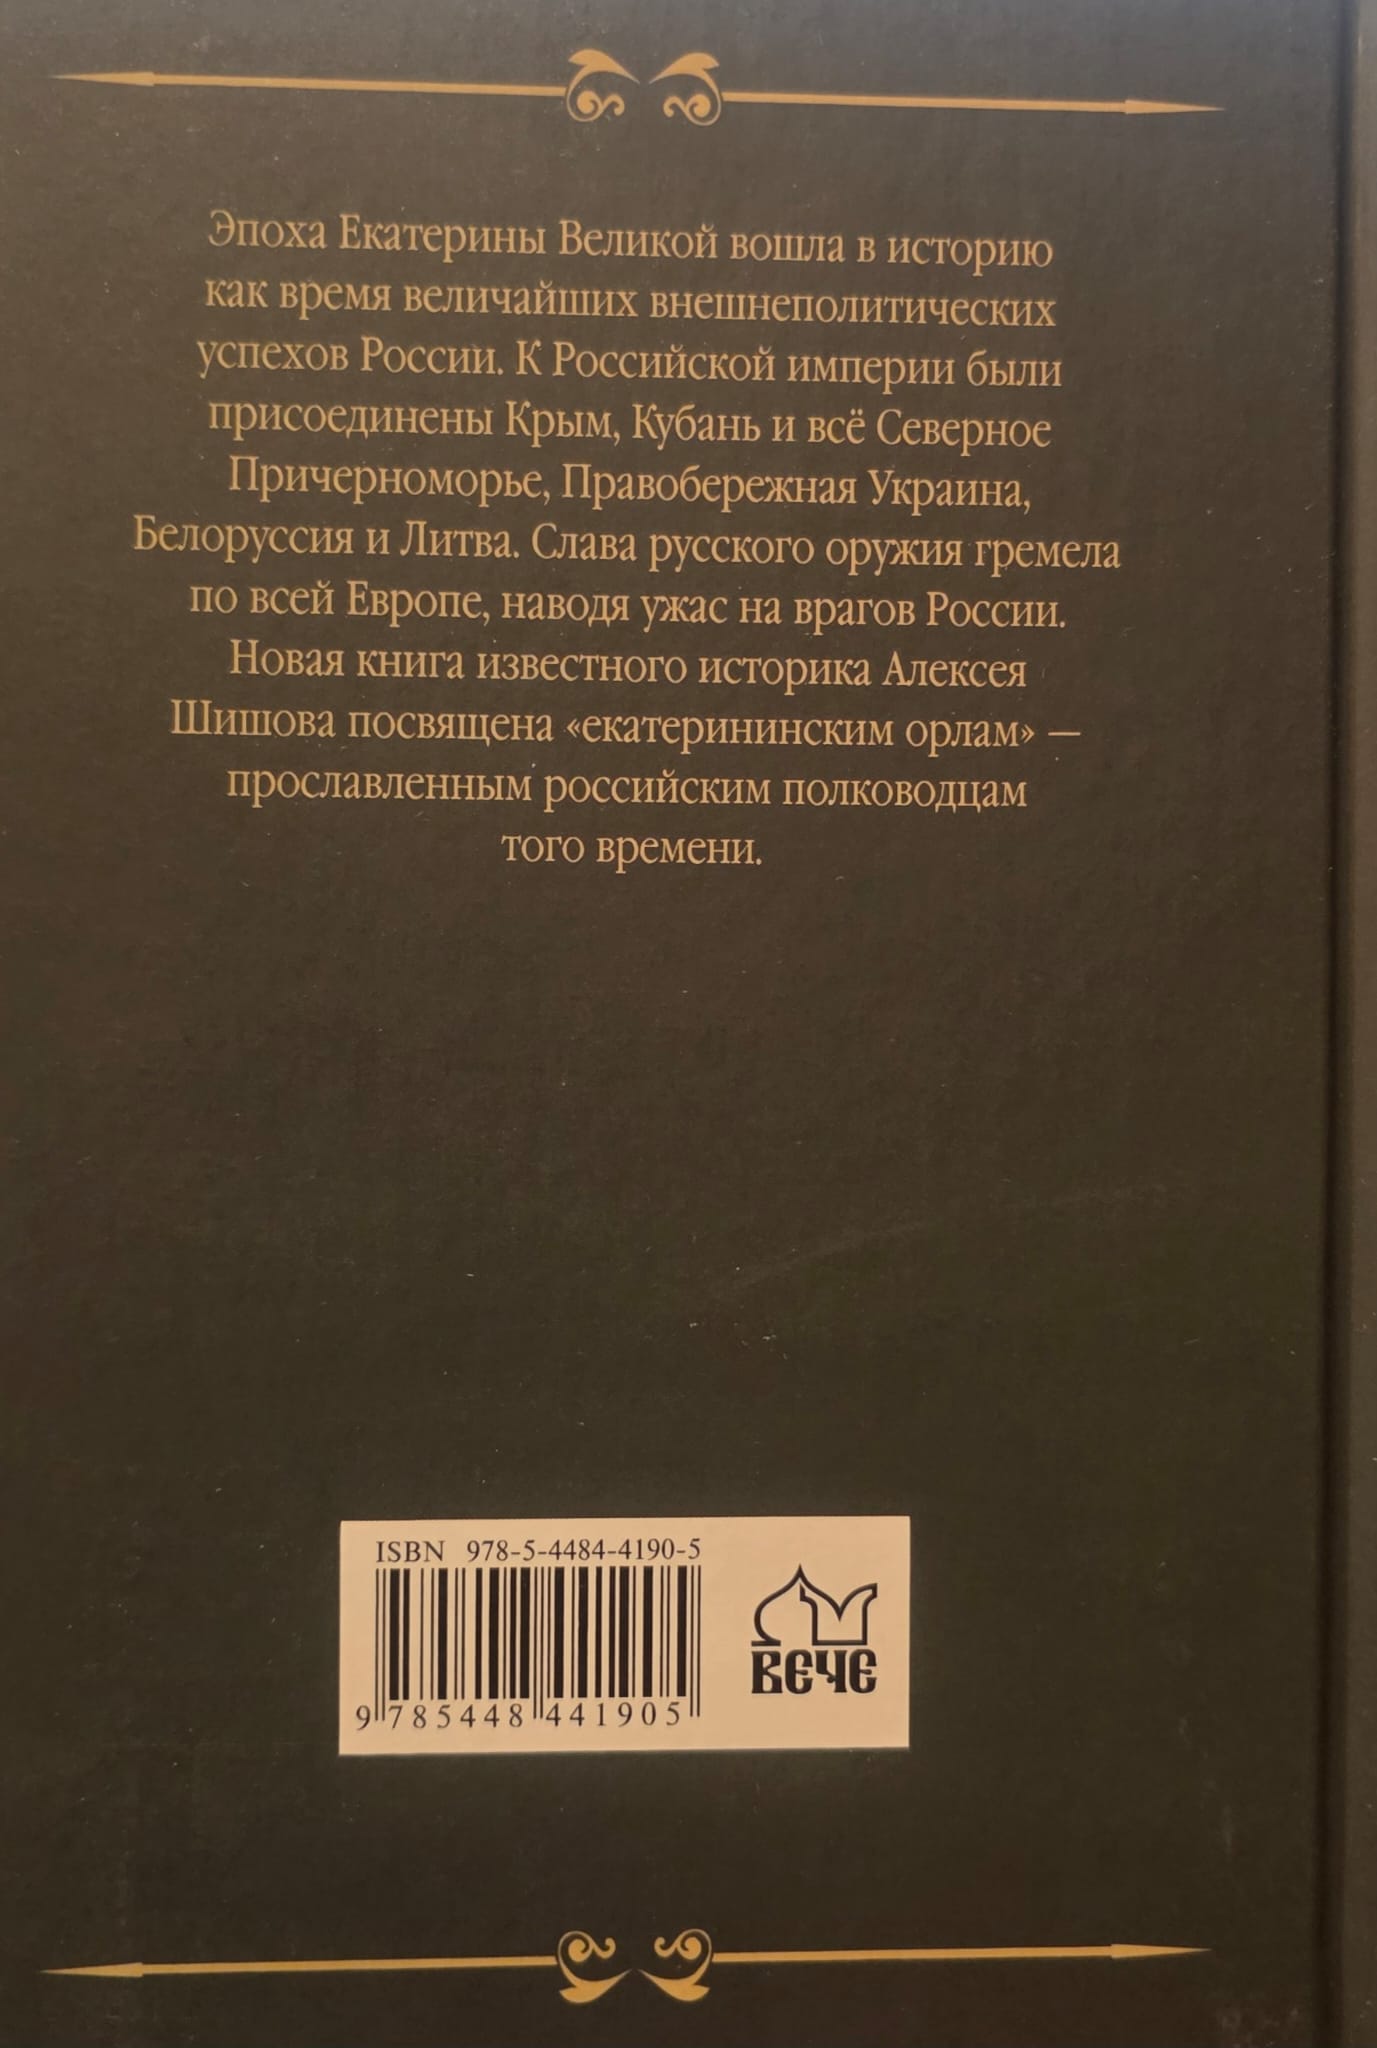 Эпоха Екатерины Великой вошла в историю
как время величайших внешнеполитических
успехов России. К Российской империи были
присоединены Крым, Кубань и всё Северное
Причерноморье, Правобережная Украина,
Белоруссия и Литва. Слава русского оружия гремела
по всей Европе, наводя ужас на врагов России.
Новая книга известного историка Алексея
Шишова посвящена «екатерининским орлам» —
прославленным российским полководцам
того времени.
ISBN 978-5-4484-4190-5
9 785448 441905
ВЕЧЕ